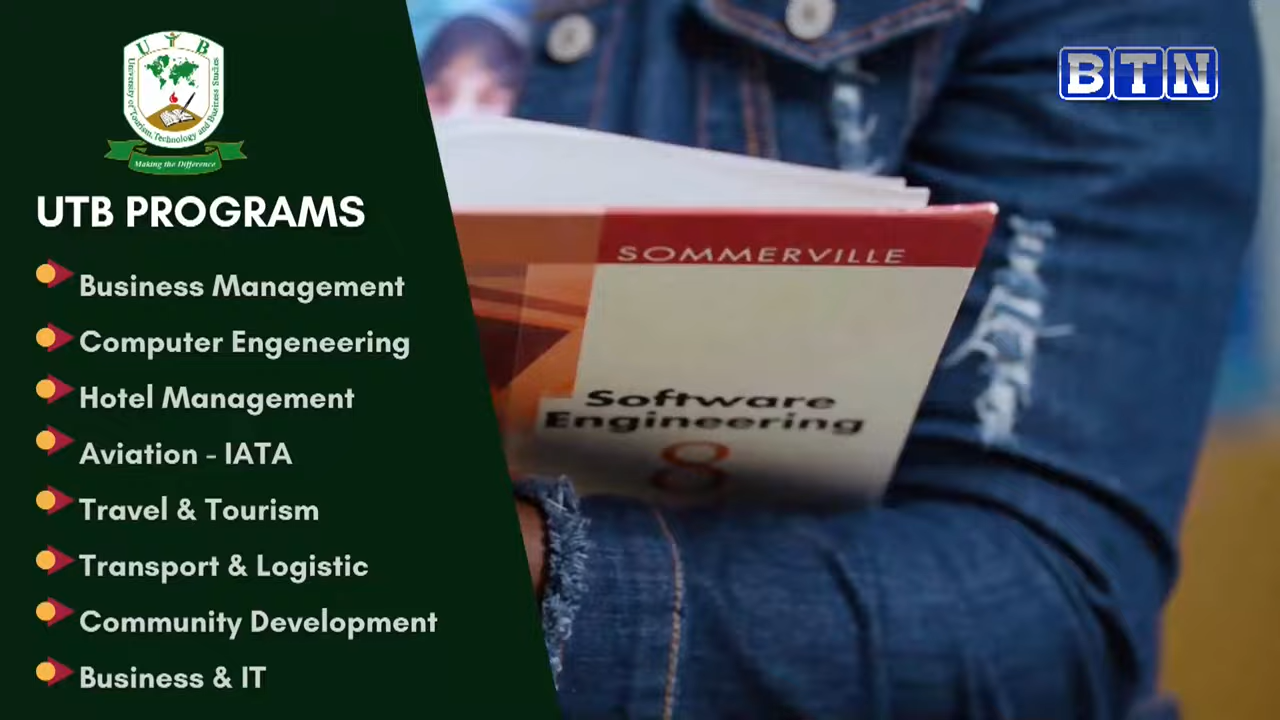 U T B
University of Tourism, Technology and Business Studies
Making the Difference
UTB PROGRAMS
Business Management
Computer Engeneering
Hotel Management
Aviation - IATA
Travel & Tourism
Transport & Logistic
Community Development
Business & IT
BTN
SOMMERVILLE
Software
Engineering
8